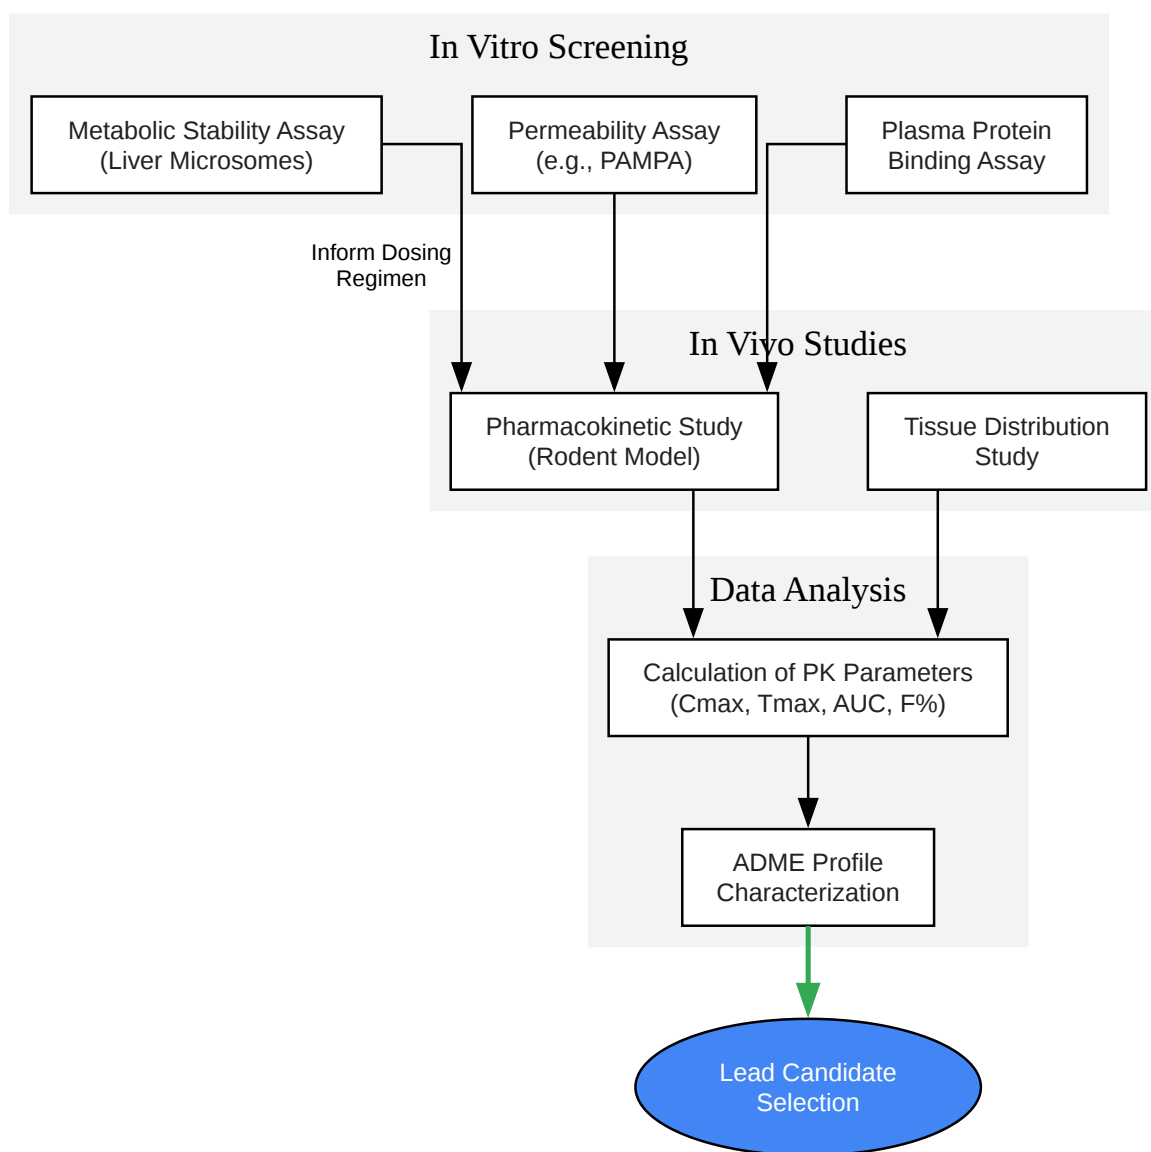 In Vitro Screening
Metabolic Stability Assay
(Liver Microsomes)
Permeability Assay
(e.g., PAMPA)
Plasma Protein
Binding Assay
Inform Dosing
Regimen
In Vivo Studies
Pharmacokinetic Study
(Rodent Model)
Tissue Distribution
Study
Data Analysis
Calculation of PK Parameters
(Cmax, Tmax, AUC, F%)
ADME Profile
Characterization
Lead Candidate
Selection